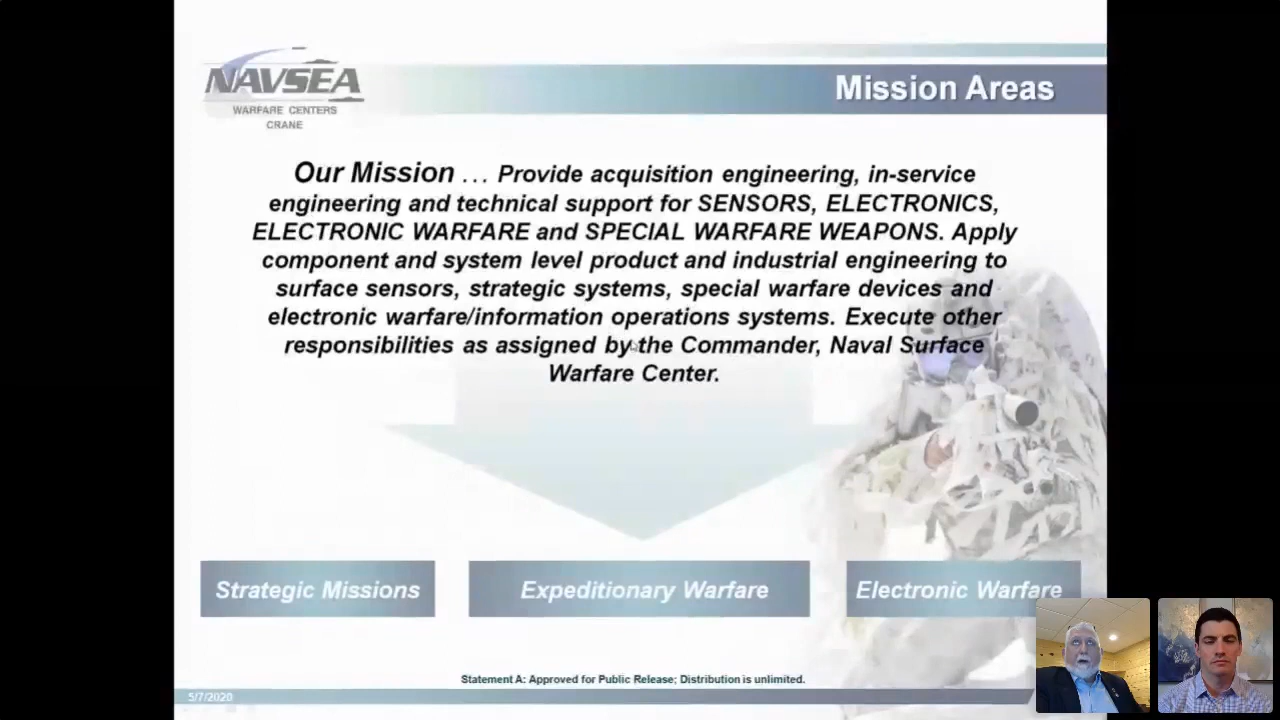 NAVSEA
WARFARE CENTERS
CRANE
Mission Areas
Our Mission ... Provide acquisition engineering, in-service
engineering and technical support for SENSORS, ELECTRONICS,
ELECTRONIC WARFARE and SPECIAL WARFARE WEAPONS. Apply
component and system level product and industrial engineering to
surface sensors, strategic systems, special warfare devices and
electronic warfare/information operations systems. Execute other
responsibilities as assigned by the Commander, Naval Surface
Warfare Center.
Strategic Missions
Expeditionary Warfare
Electronic Warfare
Statement A: Approved for Public Release; Distribution is unlimited.
5/7/2020